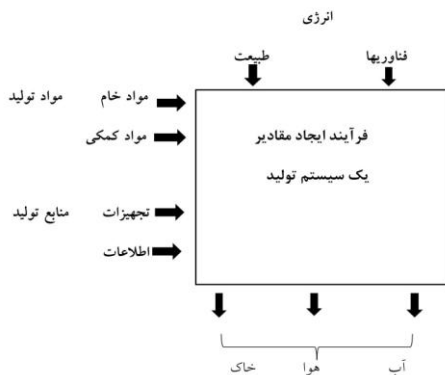 انرژی
فناوریها طبیعت
مواد خام مواد تولید
مواد کمکی
فرآیند ایجاد مقادیر
یک سیستم تولید
تجهیزات منابع تولید
اطلاعات
آب هوا خاک